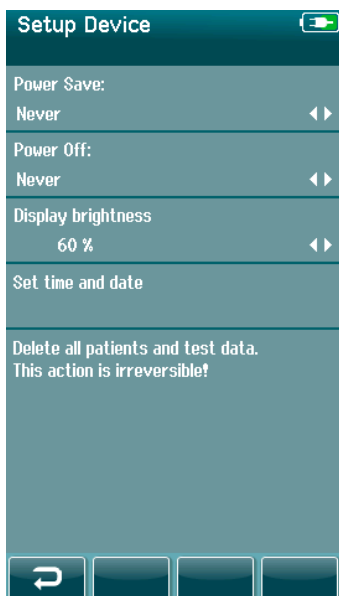 Setup Device
Power Save:
Never
Power Off:
Never
Display brightness
60 %
Set time and date
Delete all patients and test data.
This action is irreversible!